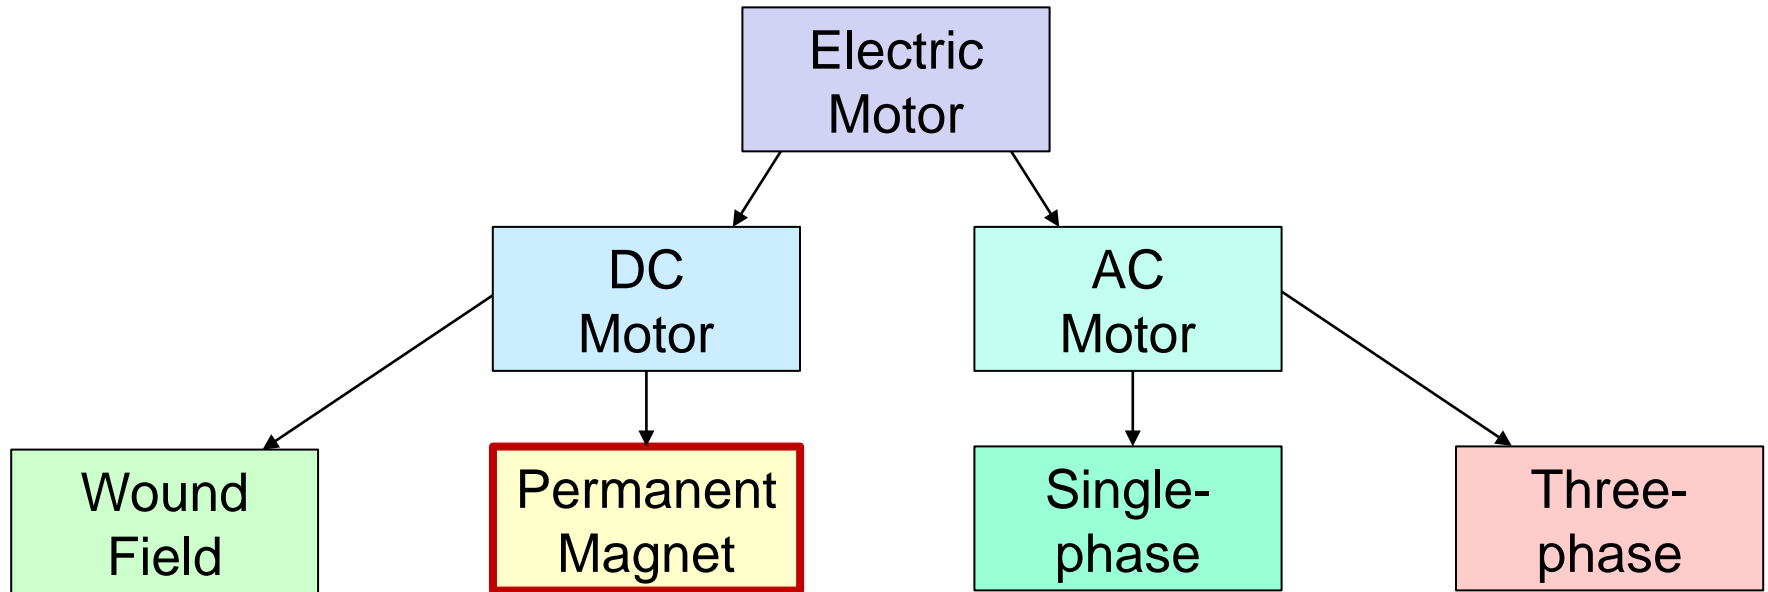 Electric
Motor
DC
Motor
AC
Motor
Wound
Field
Permanent
Magnet
Single-
phase
Three-
phase